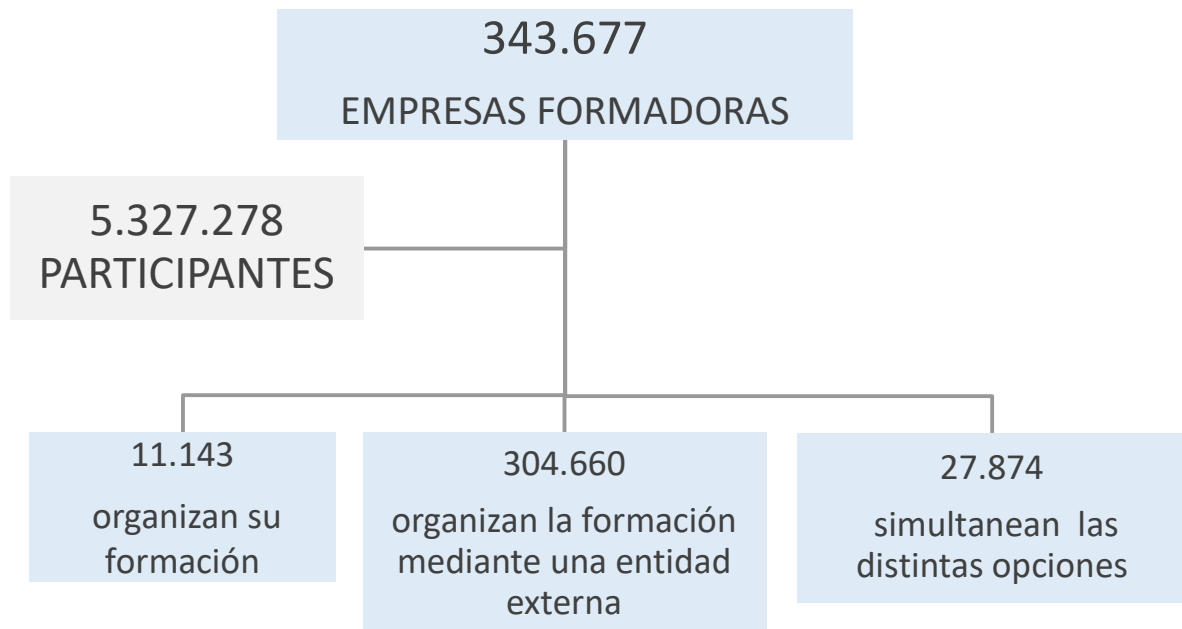 343.677
EMPRESAS FORMADORAS
5.327.278
PARTICIPANTES
11.143
organizan su
formación
304.660
organizan la formación
mediante una entidad
externa
27.874
simultanean las
distintas opciones